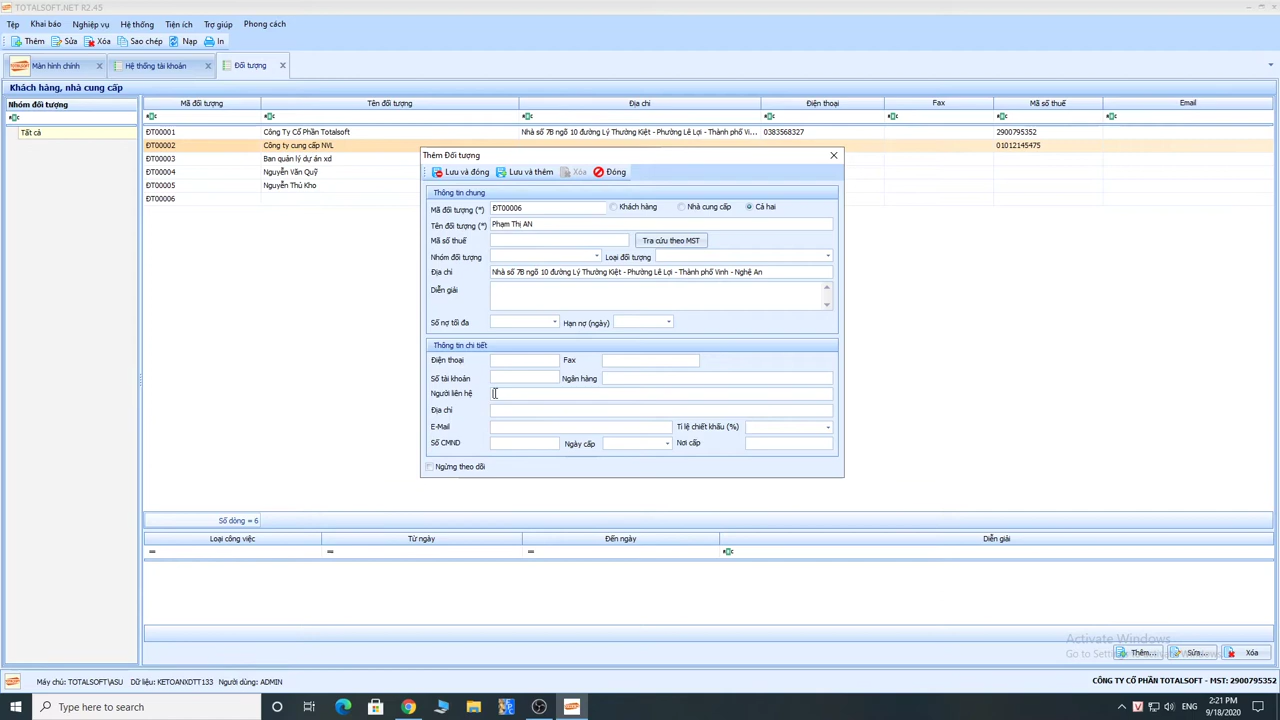 TOTALSOFT.NET R2.45
Tệp Khai báo Nghiệp vụ Hệ thống Tiện ích Trợ giúp Phong cách
Thêm Sửa Xóa Sao chép Nạp In
Màn hình chính Hệ thống tài khoản Đối tượng
Khách hàng, nhà cung cấp
Nhóm đối tượng
Tất cả
Mã đối tượng Tên đối tượng Địa chỉ Điện thoại Fax Mã số thuế Email
ĐT00001 Công Ty Cổ Phần Totalsoft Nhà số 7B ngõ 10 đường Lý Thường Kiệt - Phường Lê Lợi - Thành phố Vi... 0383568327 2900795352
ĐT00002 Công ty cung cấp NVL 01012145475
ĐT00003 Ban quản lý dự án xd
ĐT00004 Nguyễn Văn Quỹ
ĐT00005 Nguyễn Thủ Kho
ĐT00006
Thêm Đối tượng
Lưu và đóng Lưu và thêm Xóa Đóng
Thông tin chung
Mã đối tượng (*) ĐT00006 Khách hàng Nhà cung cấp Cả hai
Tên đối tượng (*) Phạm Thị AN
Mã số thuế Tra cứu theo MST
Nhóm đối tượng Loại đối tượng
Địa chỉ Nhà số 7B ngõ 10 đường Lý Thường Kiệt - Phường Lê Lợi - Thành phố Vinh - Nghệ An
Diễn giải
Số nợ tối đa Hạn nợ (ngày)
Thông tin chi tiết
Điện thoại Fax
Số tài khoản Ngân hàng
Người liên hệ
Địa chỉ
E-Mail Tỉ lệ chiết khấu (%)
Số CMND Ngày cấp Nơi cấp
Ngừng theo dõi
Số dòng = 6
Loại công việc Từ ngày Đến ngày Diễn giải
= = =
Activate Windows
Go to Settings to activate Windows.
Thêm... Sửa... Xóa
Máy chủ: TOTALSOFT\ASU Dữ liệu: KETOANXDTT133 Người dùng: ADMIN CÔNG TY CỔ PHẦN TOTALSOFT - MST: 2900795352
Type here to search
ENG
2:21 PM
9/18/2020